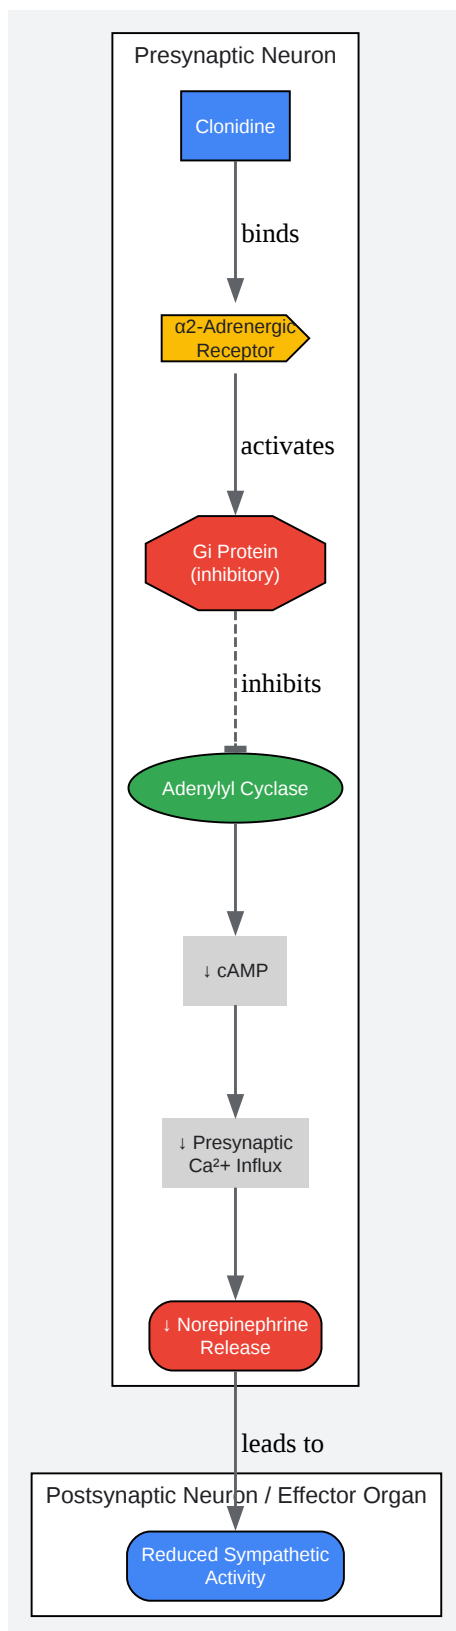 Presynaptic Neuron
Clonidine
binds
α2-Adrenergic
Receptor
activates
Gi Protein
(inhibitory)
inhibits
Adenylyl Cyclase
↓ cAMP
↓ Presynaptic
Ca²+ Influx
↓ Norepinephrine
Release
leads to
Postsynaptic Neuron / Effector Organ
Reduced Sympathetic
Activity